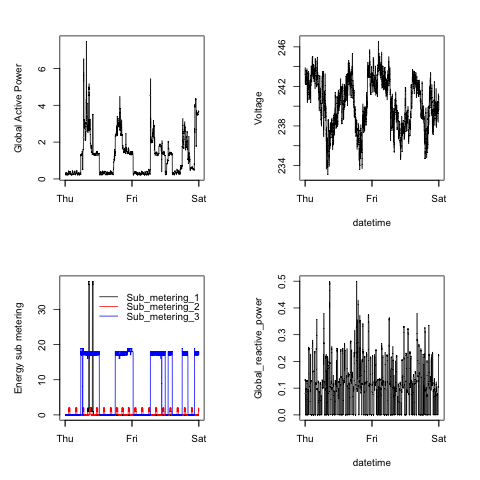 Global Active Power
6
4
2
0
Thu Fri Sat
Voltage
246
242
238
234
Thu Fri Sat
datetime
Energy sub metering
30
20
10
0
Sub_metering_1
Sub_metering_2
Sub_metering_3
Thu Fri Sat
Global_reactive_power
0.5
0.4
0.3
0.2
0.1
0.0
Thu Fri Sat
datetime